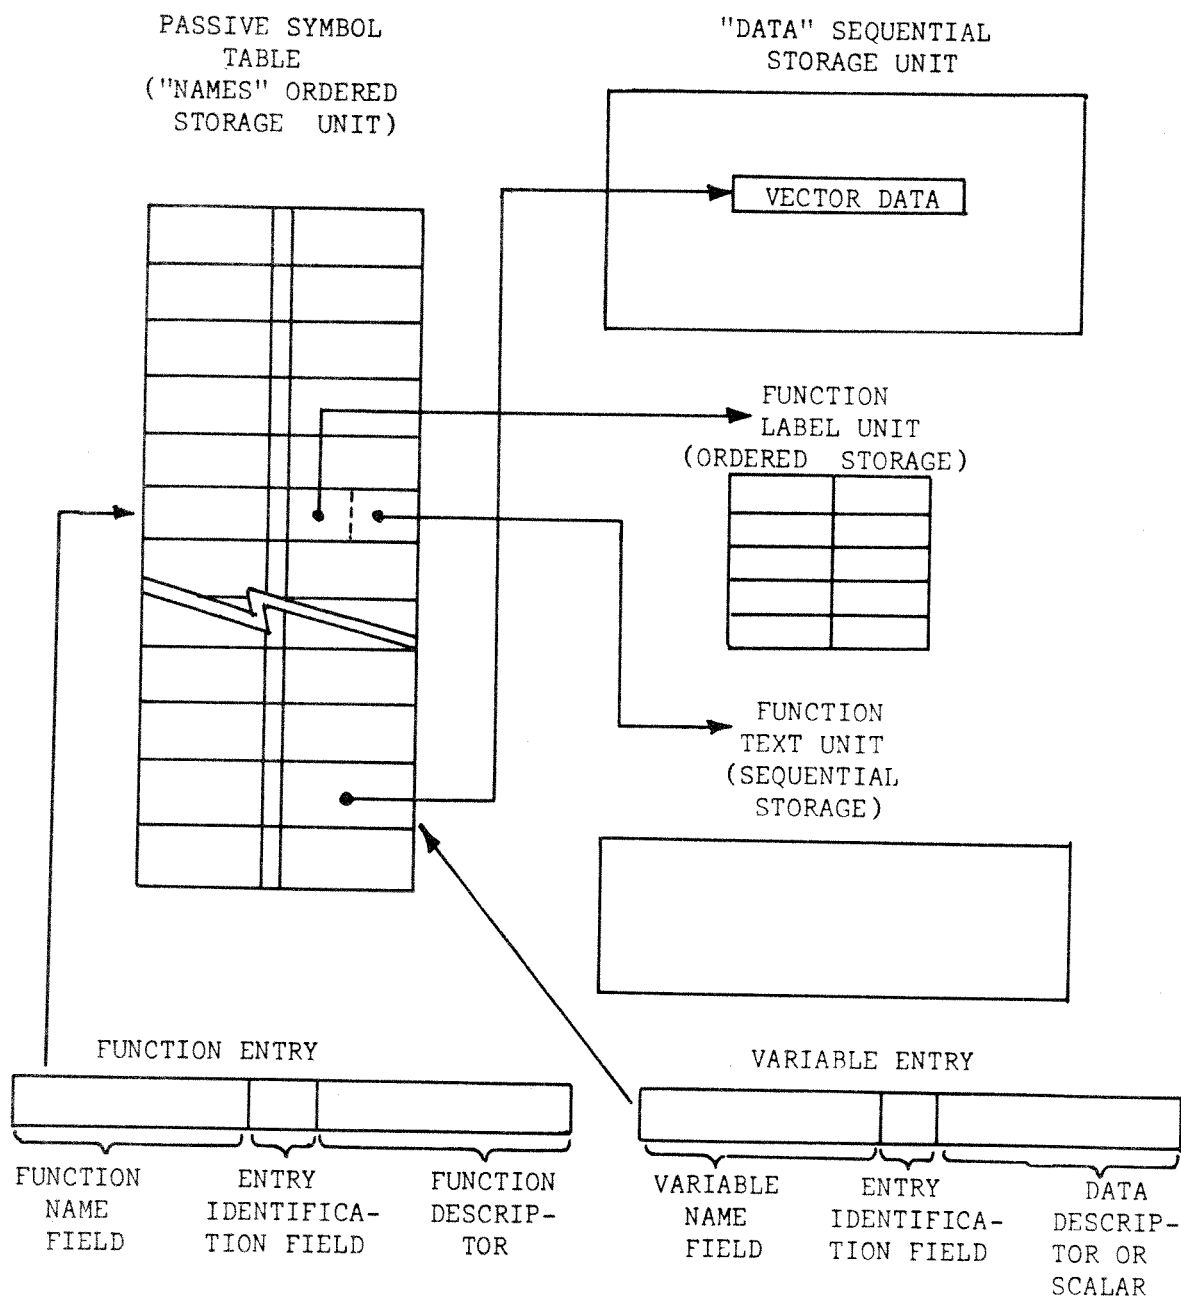 PASSIVE SYMBOL
TABLE
("NAMES" ORDERED
STORAGE UNIT)
"DATA" SEQUENTIAL
STORAGE UNIT
VECTOR DATA
FUNCTION
LABEL UNIT
(ORDERED STORAGE)
FUNCTION
TEXT UNIT
(SEQUENTIAL
STORAGE)
FUNCTION ENTRY
FUNCTION
NAME
FIELD
ENTRY
IDENTIFICA-
TION FIELD
FUNCTION
DESCRIP-
TOR
VARIABLE ENTRY
VARIABLE
NAME
FIELD
ENTRY
IDENTIFICA-
TION FIELD
DATA
DESCRIP-
TOR OR
SCALAR